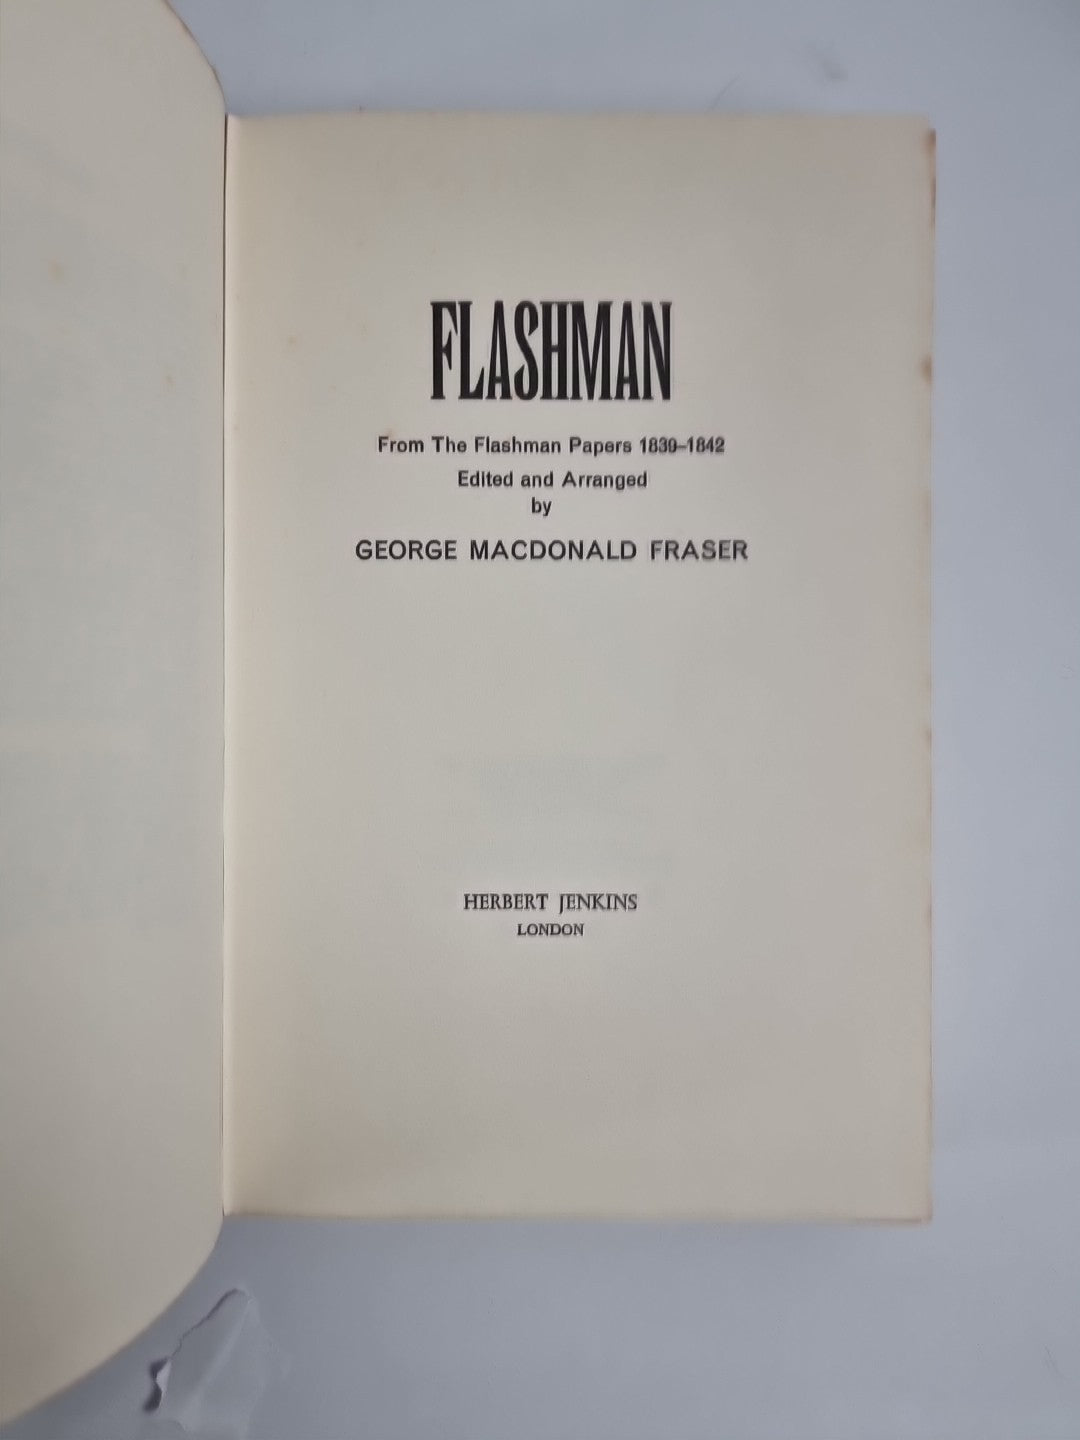 FLASHMAN
From The Flashman Papers 1839–1842
Edited and Arranged
by
GEORGE MACDONALD FRASER
HERBERT JENKINS
LONDON